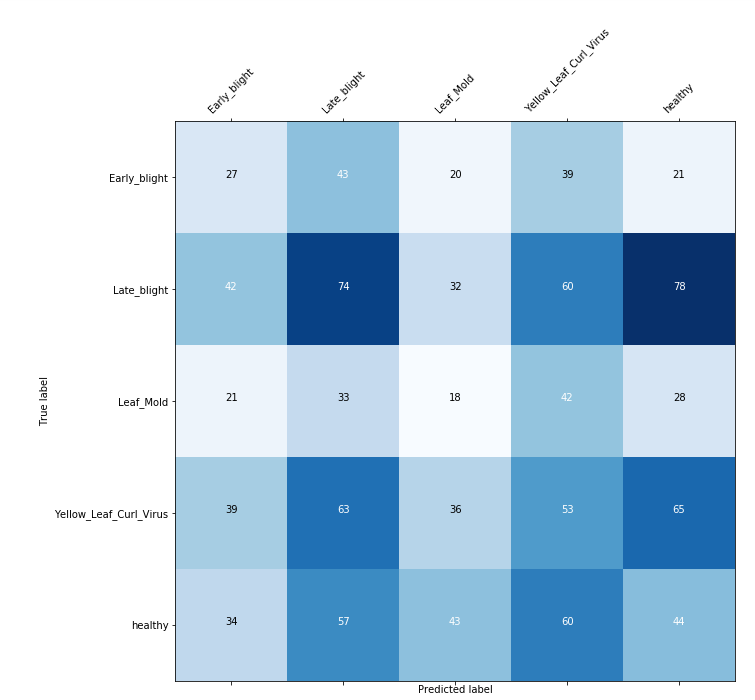 Early_blight Late_blight Leaf_Mold Yellow_Leaf_Curl_Virus healthy
Early_blight 27 43 20 39 21
Late_blight 42 74 32 60 78
Leaf_Mold 21 33 18 42 28
True label
Yellow_Leaf_Curl_Virus 39 63 36 53 65
healthy 34 57 43 60 44
Predicted label